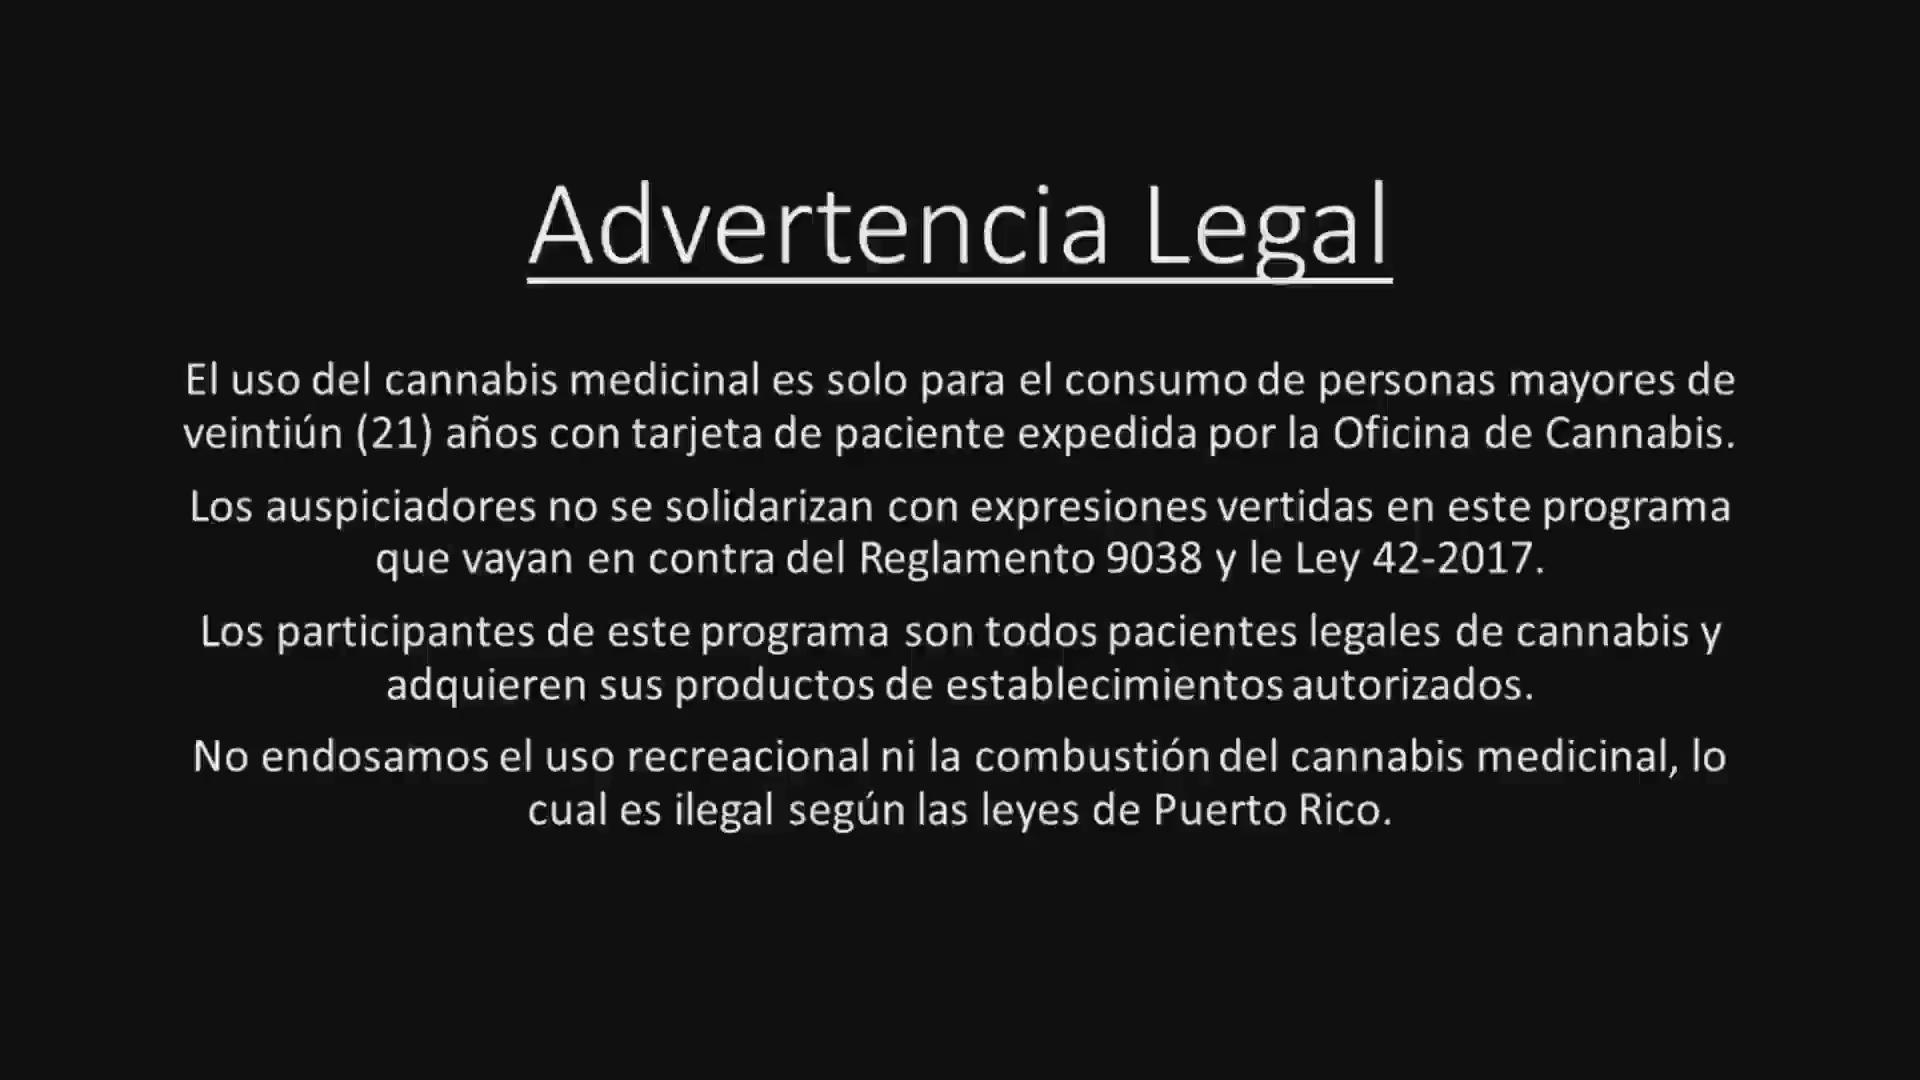 Advertencia Legal
El uso del cannabis medicinal es solo para el consumo de personas mayores de
veintiún (21) años con tarjeta de paciente expedida por la Oficina de Cannabis.
Los auspiciadores no se solidarizan con expresiones vertidas en este programa
que vayan en contra del Reglamento 9038 y le Ley 42-2017.
Los participantes de este programa son todos pacientes legales de cannabis y
adquieren sus productos de establecimientos autorizados.
No endosamos el uso recreacional ni la combustión del cannabis medicinal, lo
cual es ilegal según las leyes de Puerto Rico.